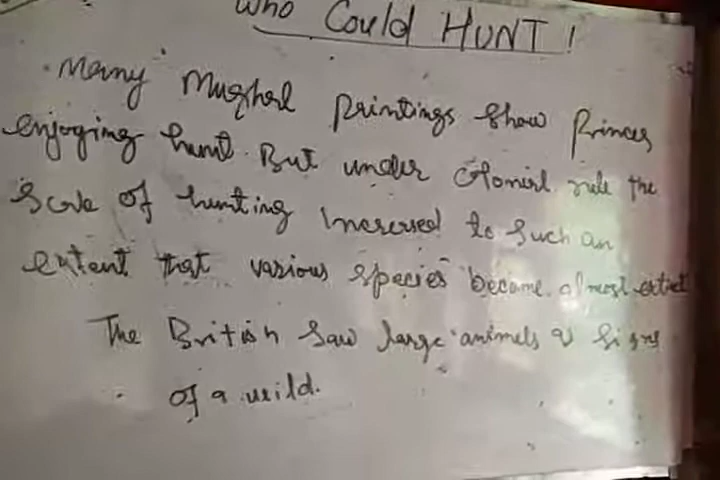 Who Could HUNT!
Many Mughal Paintings show Princes
enjoying hunt. But under Colonial rule the
Scale of hunting increased to such an
extent that various species become almost extinct
The British saw large animals as signs
of a wild.